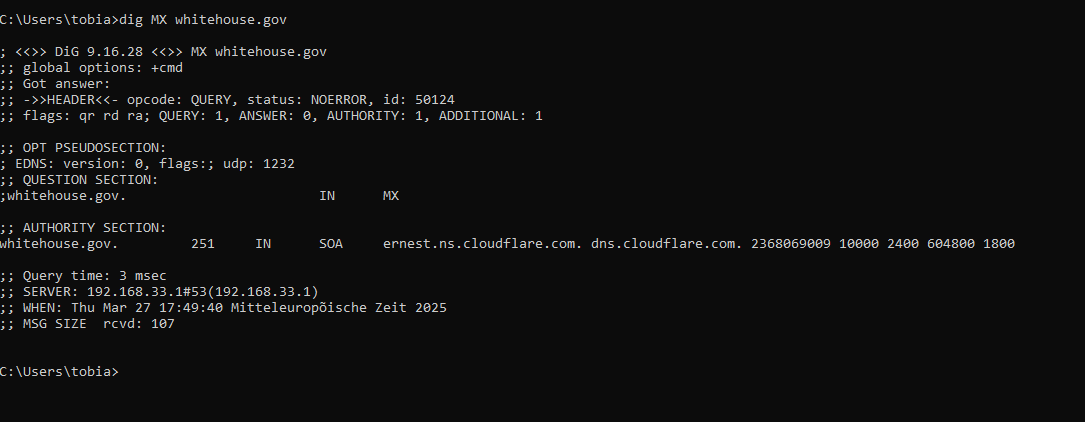 C:\Users\tobia>dig MX whitehouse.gov
; <<>> DiG 9.16.28 <<>> MX whitehouse.gov
;; global options: +cmd
;; Got answer:
;; ->>HEADER<<- opcode: QUERY, status: NOERROR, id: 50124
;; flags: qr rd ra; QUERY: 1, ANSWER: 0, AUTHORITY: 1, ADDITIONAL: 1
;; OPT PSEUDOSECTION:
; EDNS: version: 0, flags:; udp: 1232
;; QUESTION SECTION:
;whitehouse.gov. IN MX
;; AUTHORITY SECTION:
whitehouse.gov. 251 IN SOA ernest.ns.cloudflare.com. dns.cloudflare.com. 2368069009 10000 2400 604800 1800
;; Query time: 3 msec
;; SERVER: 192.168.33.1#53(192.168.33.1)
;; WHEN: Thu Mar 27 17:49:40 Mitteleuropõische Zeit 2025
;; MSG SIZE  rcvd: 107
C:\Users\tobia>